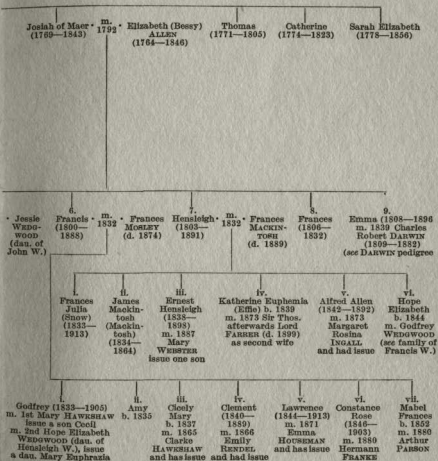 Josiah of Maer · m. · Elizabeth (Bessy) Thomas Catherine Sarah Elizabeth
(1769—1843) 1792 ALLEN (1771—1805) (1774—1823) (1778—1856)
(1764—1846)
6. 7. 8. 9.
· Jessie Francis · m. · Frances Hensleigh · m. · Frances Frances Emma (1808—1896
WEDG- (1800— 1832 MOSLEY (1803— 1832 MACKIN- (1806— m. 1839 Charles
WOOD 1888) (d. 1874) 1891) TOSH 1832) Robert DARWIN
(dau. of (d. 1889) (1809—1882)
John W.) (see DARWIN pedigree
i. ii. iii. iv. v. vi.
Frances James Ernest Katherine Euphemia Alfred Allen Hope
Julia Mackin- Hensleigh (Effie) b. 1839 (1842—1892) Elizabeth
(Snow) tosh (1838— m. 1873 Sir Thos. m. 1873 b. 1844
(1833— (Mackin- 1898) afterwards Lord Margaret m. Godfrey
1913) tosh) m. 1887 FARRER (d. 1899) Rosina WEDGWOOD
(1834— Mary as second wife INGALL (see family of
1864) WEBSTER and had issue Francis W.)
issue one son
i. ii. iii. iv. v. vi. vii.
Godfrey (1833—1905) Amy Cicely Clement Lawrence Constance Mabel
m. 1st Mary HAWKSHAW b. 1835 Mary (1840— (1844—1913) Rose Frances
issue a son Cecil b. 1837 1889) m. 1871 (1846— b. 1852
m. 2nd Hope Elizabeth m. 1865 m. 1866 Emma 1903) m. 1880
WEDGWOOD (dau. of Clarke Emily HOUSEMAN m. 1880 Arthur
Hensleigh W.), issue HAWKSHAW RENDEL and has issue Hermann PARSON
a dau. Mary Euphrazia and has issue and had issue FRANKE